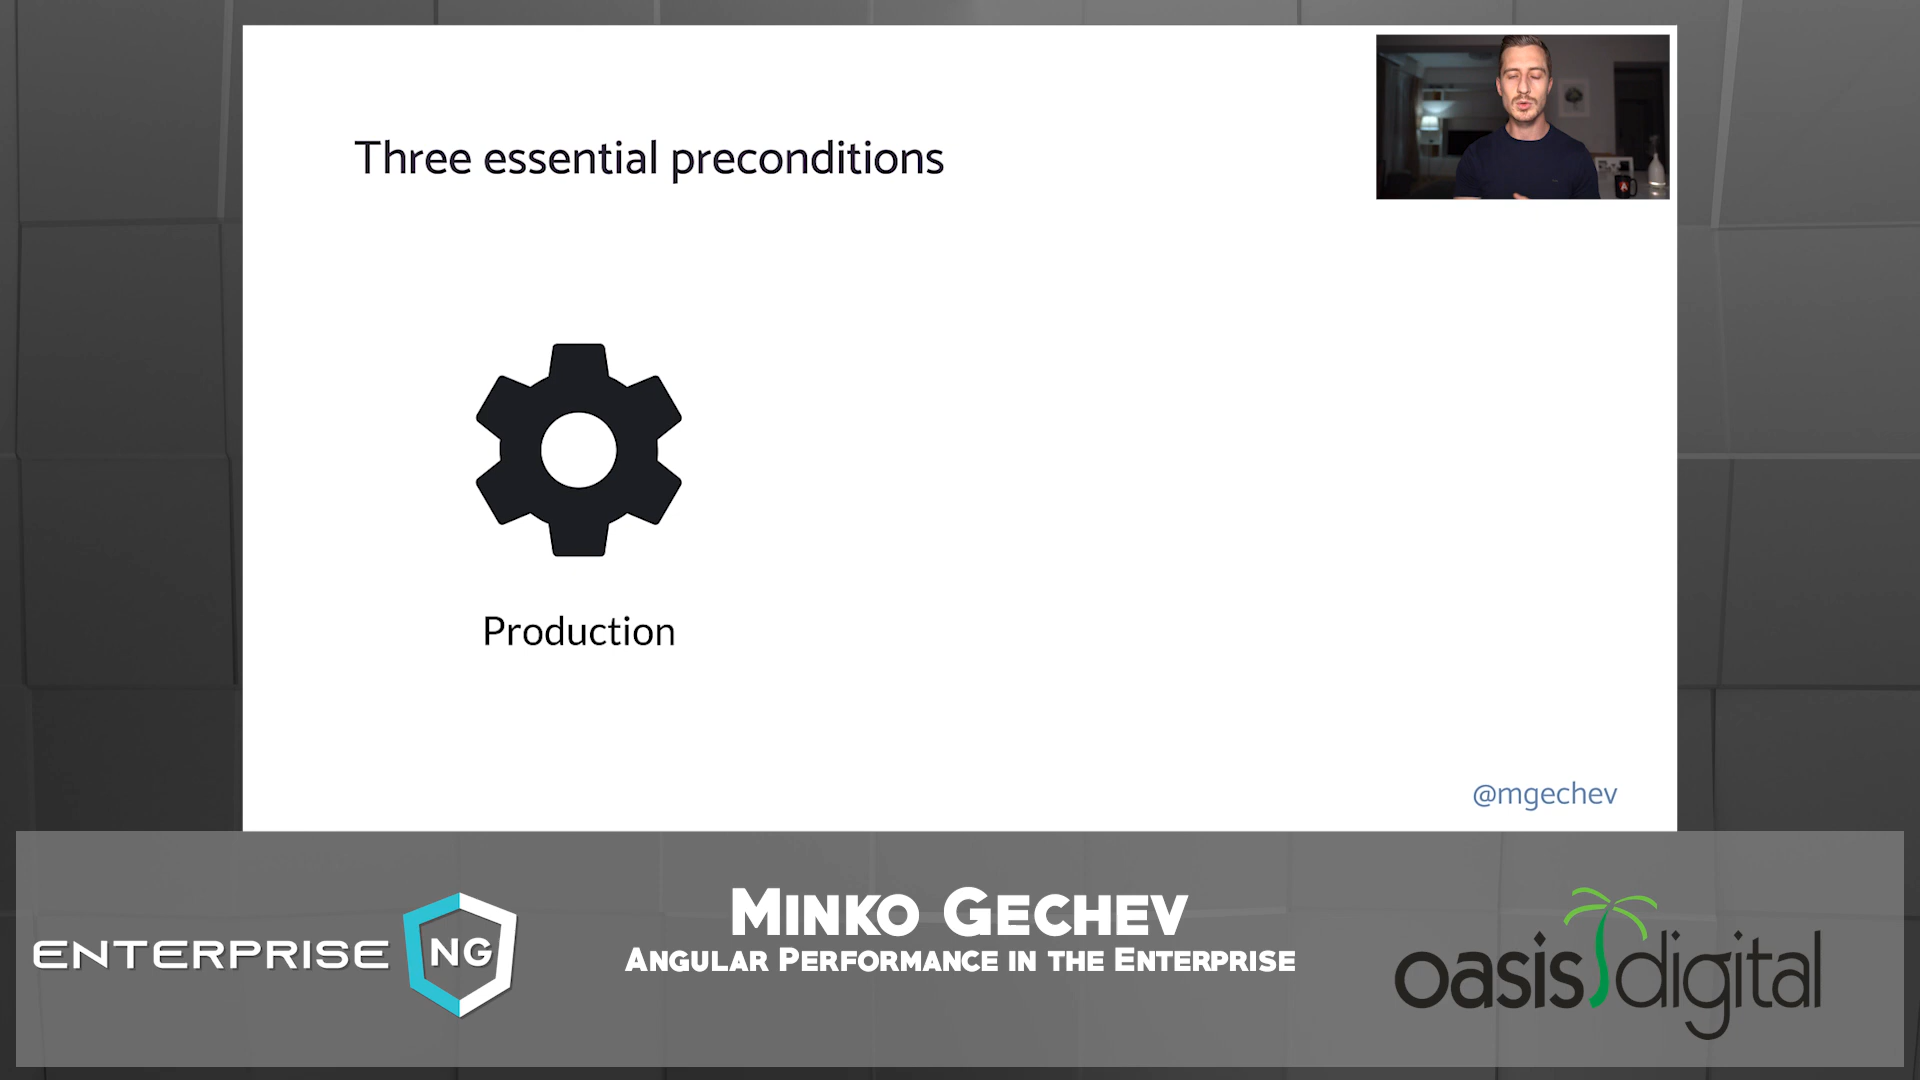 Three essential preconditions
Production
@mgechev
ENTERPRISE NG
MINKO GECHEV
ANGULAR PERFORMANCE IN THE ENTERPRISE
oasis digital